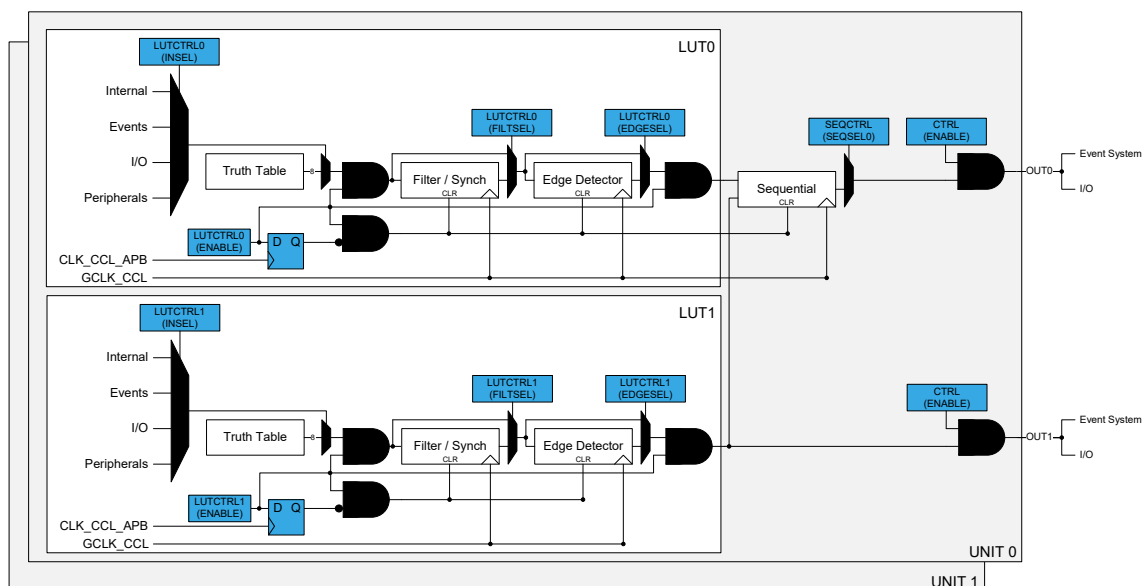 LUT0
LUTCTRL0
(INSEL)
Internal
Events
I/O
Peripherals
Truth Table
8
LUTCTRL0
(FILTSEL)
LUTCTRL0
(EDGESEL)
Filter / Synch
CLR
Edge Detector
CLR
SEQCTRL
(SEQSEL0)
Sequential
CLR
CTRL
(ENABLE)
OUT0
Event System
I/O
LUTCTRL0
(ENABLE)
D Q
CLK_CCL_APB
GCLK_CCL
LUT1
LUTCTRL1
(INSEL)
Internal
Events
I/O
Peripherals
Truth Table
8
LUTCTRL1
(FILTSEL)
LUTCTRL1
(EDGESEL)
Filter / Synch
CLR
Edge Detector
CLR
CTRL
(ENABLE)
OUT1
Event System
I/O
LUTCTRL1
(ENABLE)
D Q
CLK_CCL_APB
GCLK_CCL
UNIT 0
UNIT 1